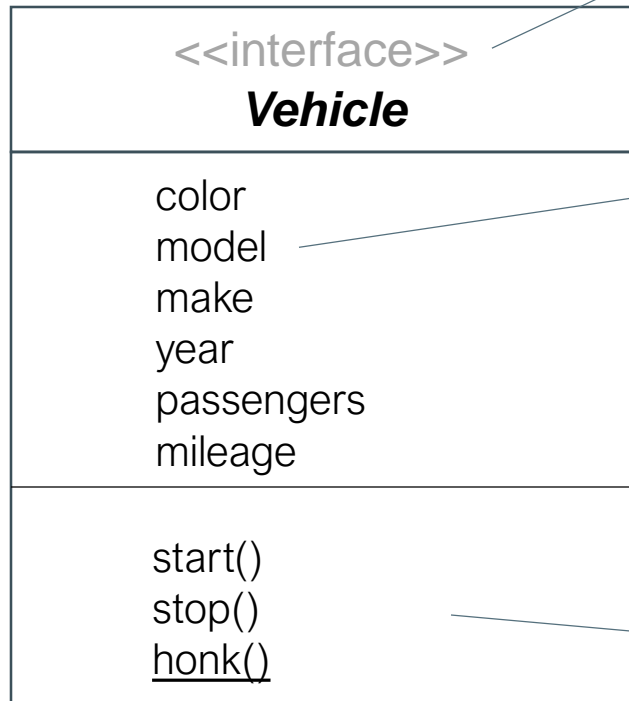 <<interface>>
Vehicle
color
model
make
year
passengers
mileage
start()
stop()
honk()